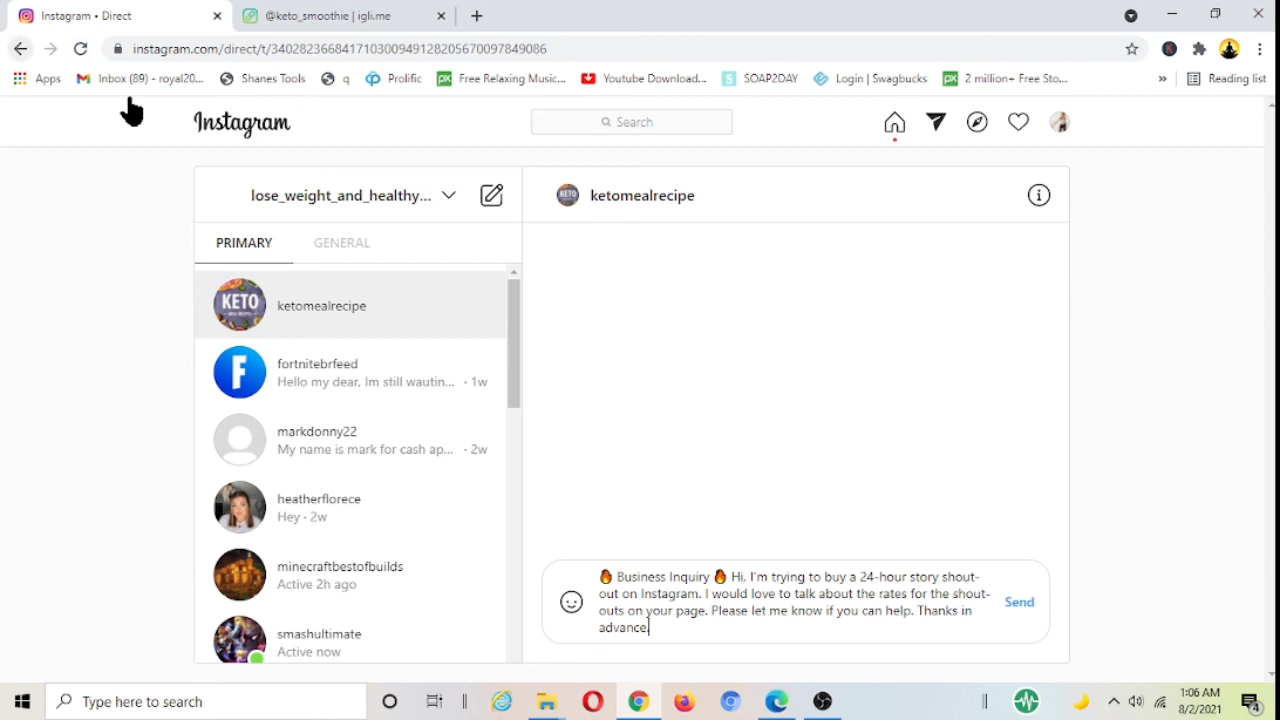 Instagram • Direct
@keto_smoothie | igli.me
instagram.com/direct/t/340282366841710300949128205670097849086
Apps
Inbox (89) - royal20...
Shanes Tools
q
Prolific
Free Relaxing Music...
Youtube Download...
SOAP2DAY
Login | Swagbucks
2 million+ Free Sto...
»
Reading list
Instagram
Search
lose_weight_and_healthy...
ketomealrecipe
PRIMARY
GENERAL
KETO
ketomealrecipe
fortnitebrfeed
Hello my dear, Im still wautin... · 1w
markdonny22
My name is mark for cash ap... · 2w
heatherflorece
Hey · 2w
minecraftbestofbuilds
Active 2h ago
smashultimate
Active now
🔥 Business Inquiry 🔥 Hi, I'm trying to buy a 24-hour story shout-
out on Instagram. I would love to talk about the rates for the shout-
outs on your page. Please let me know if you can help. Thanks in
advance.
Send
Type here to search
1:06 AM
8/2/2021
4